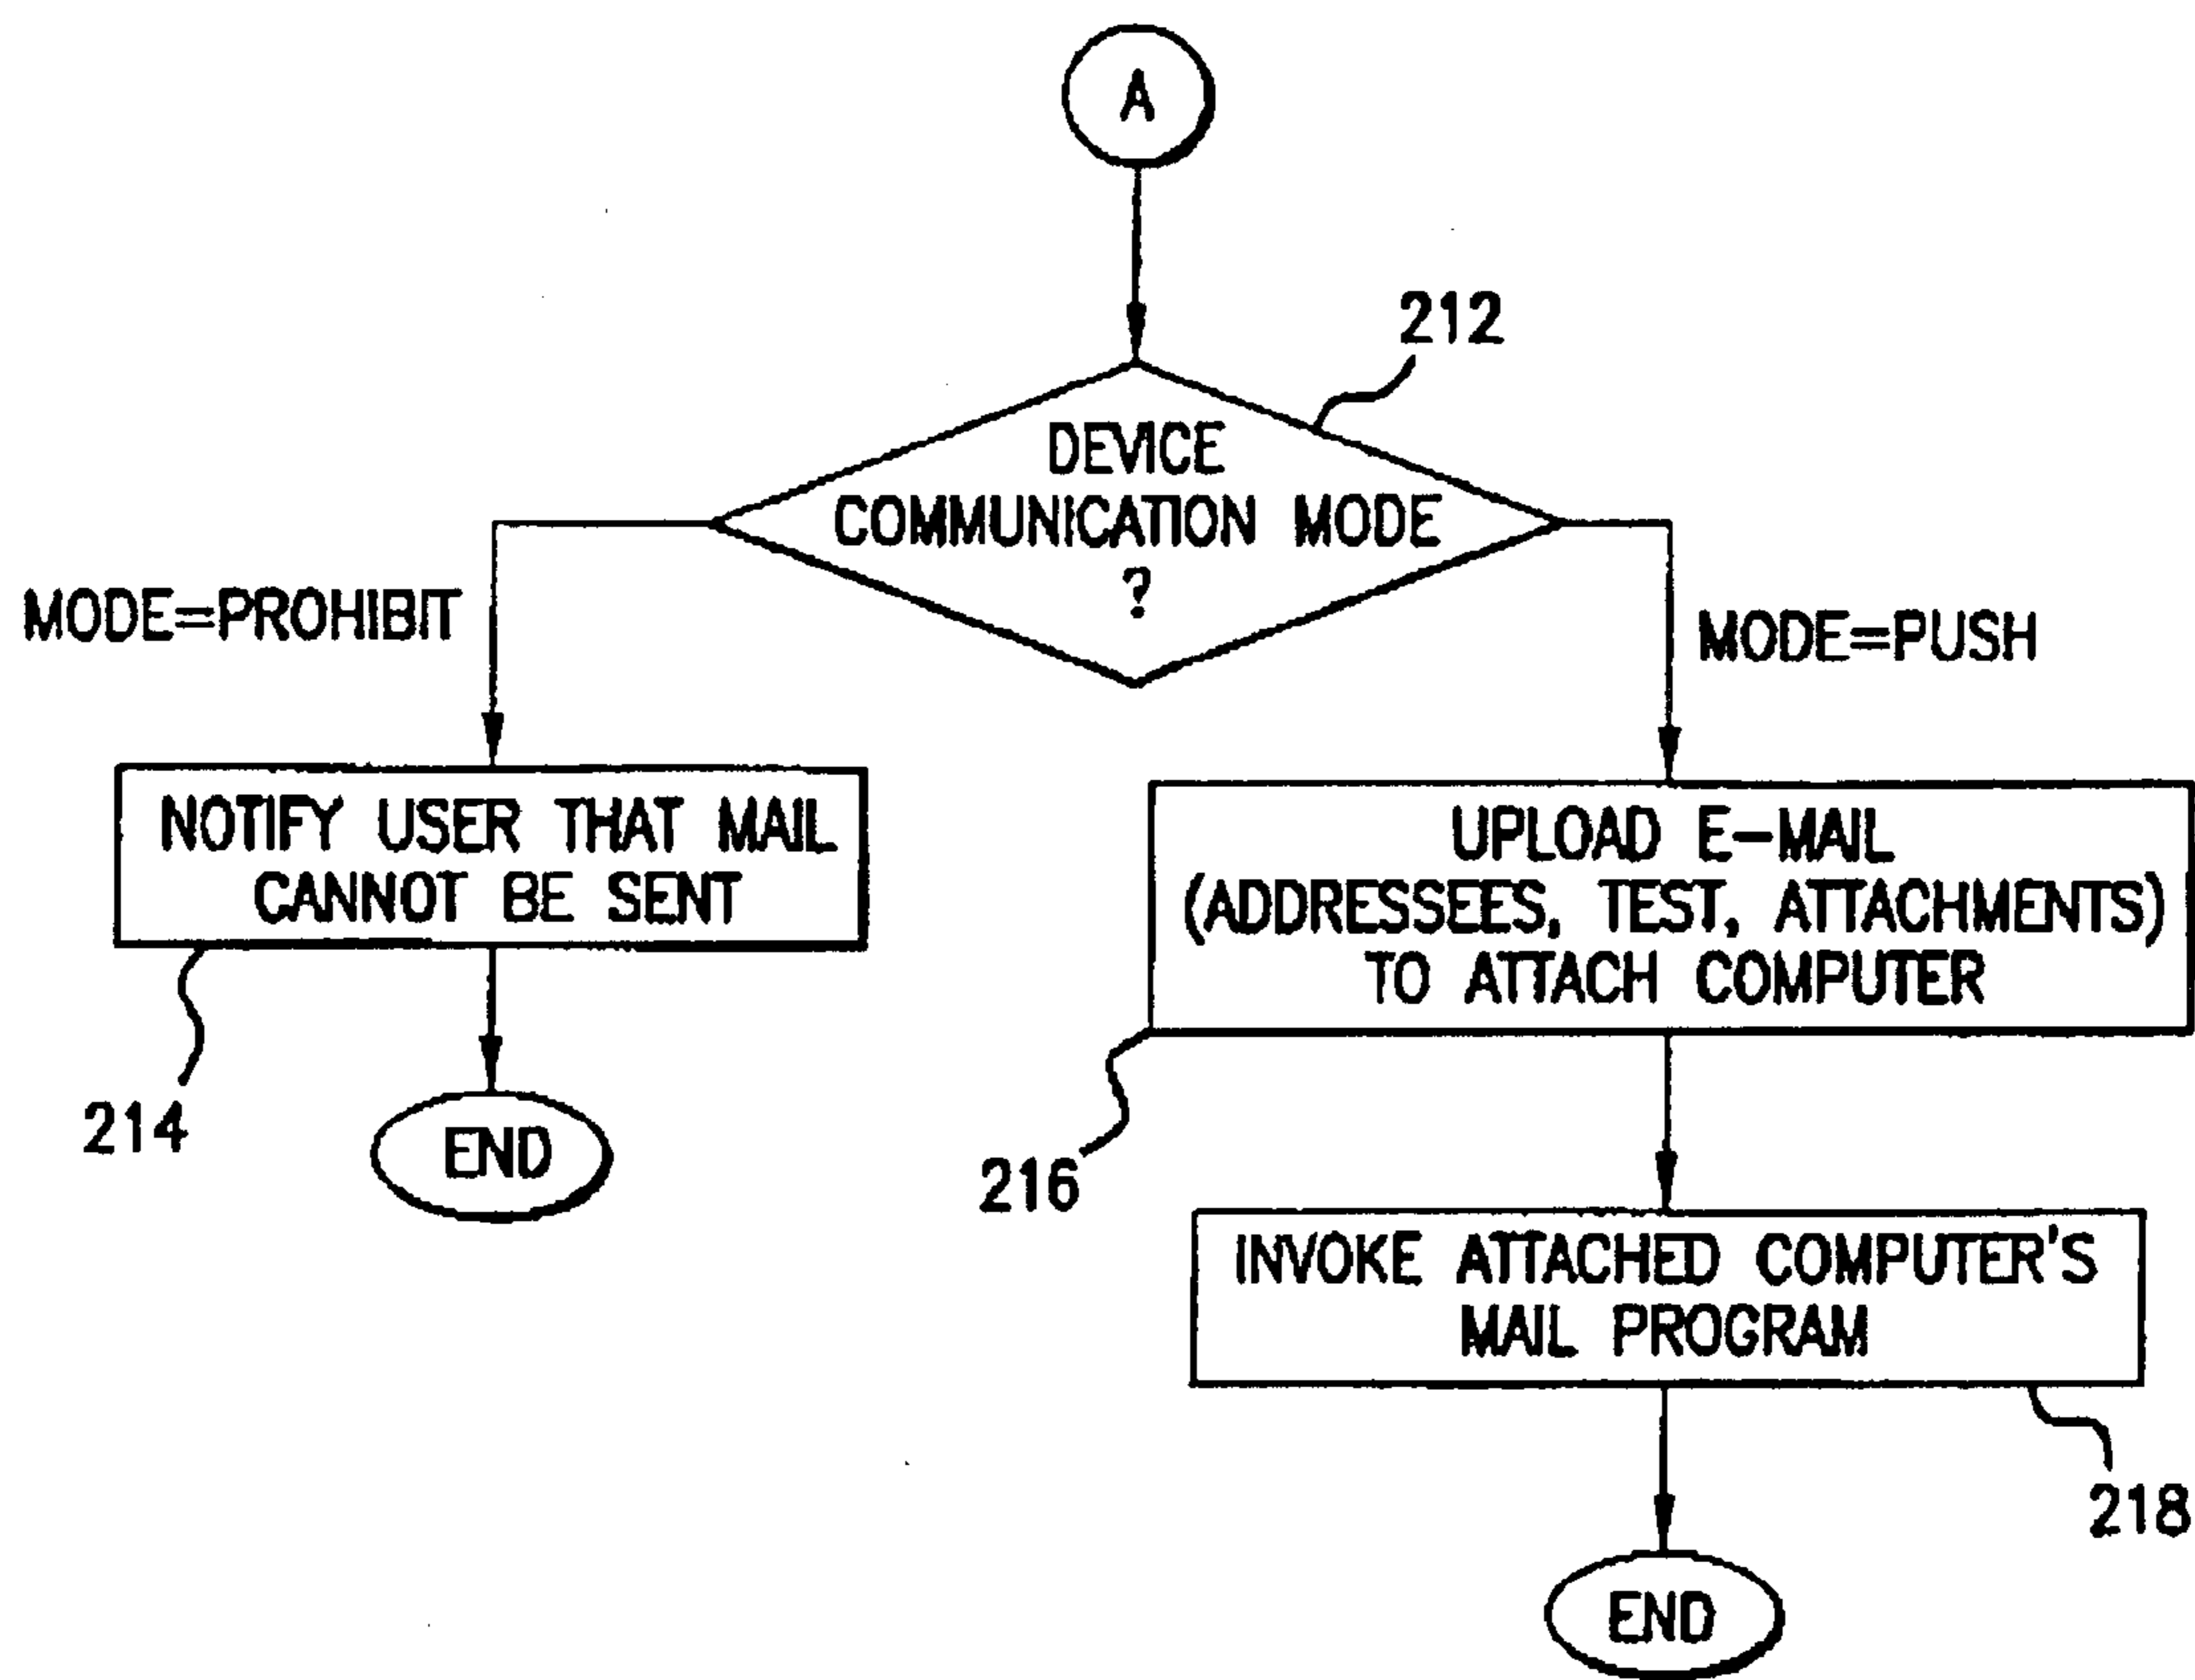 A
212
DEVICE
COMMUNICATION MODE
?
MODE=PROHIBIT
MODE=PUSH
NOTIFY USER THAT MAIL
CANNOT BE SENT
214
END
UPLOAD E-MAIL
(ADDRESSEES, TEST, ATTACHMENTS)
TO ATTACH COMPUTER
216
INVOKE ATTACHED COMPUTER'S
MAIL PROGRAM
218
END